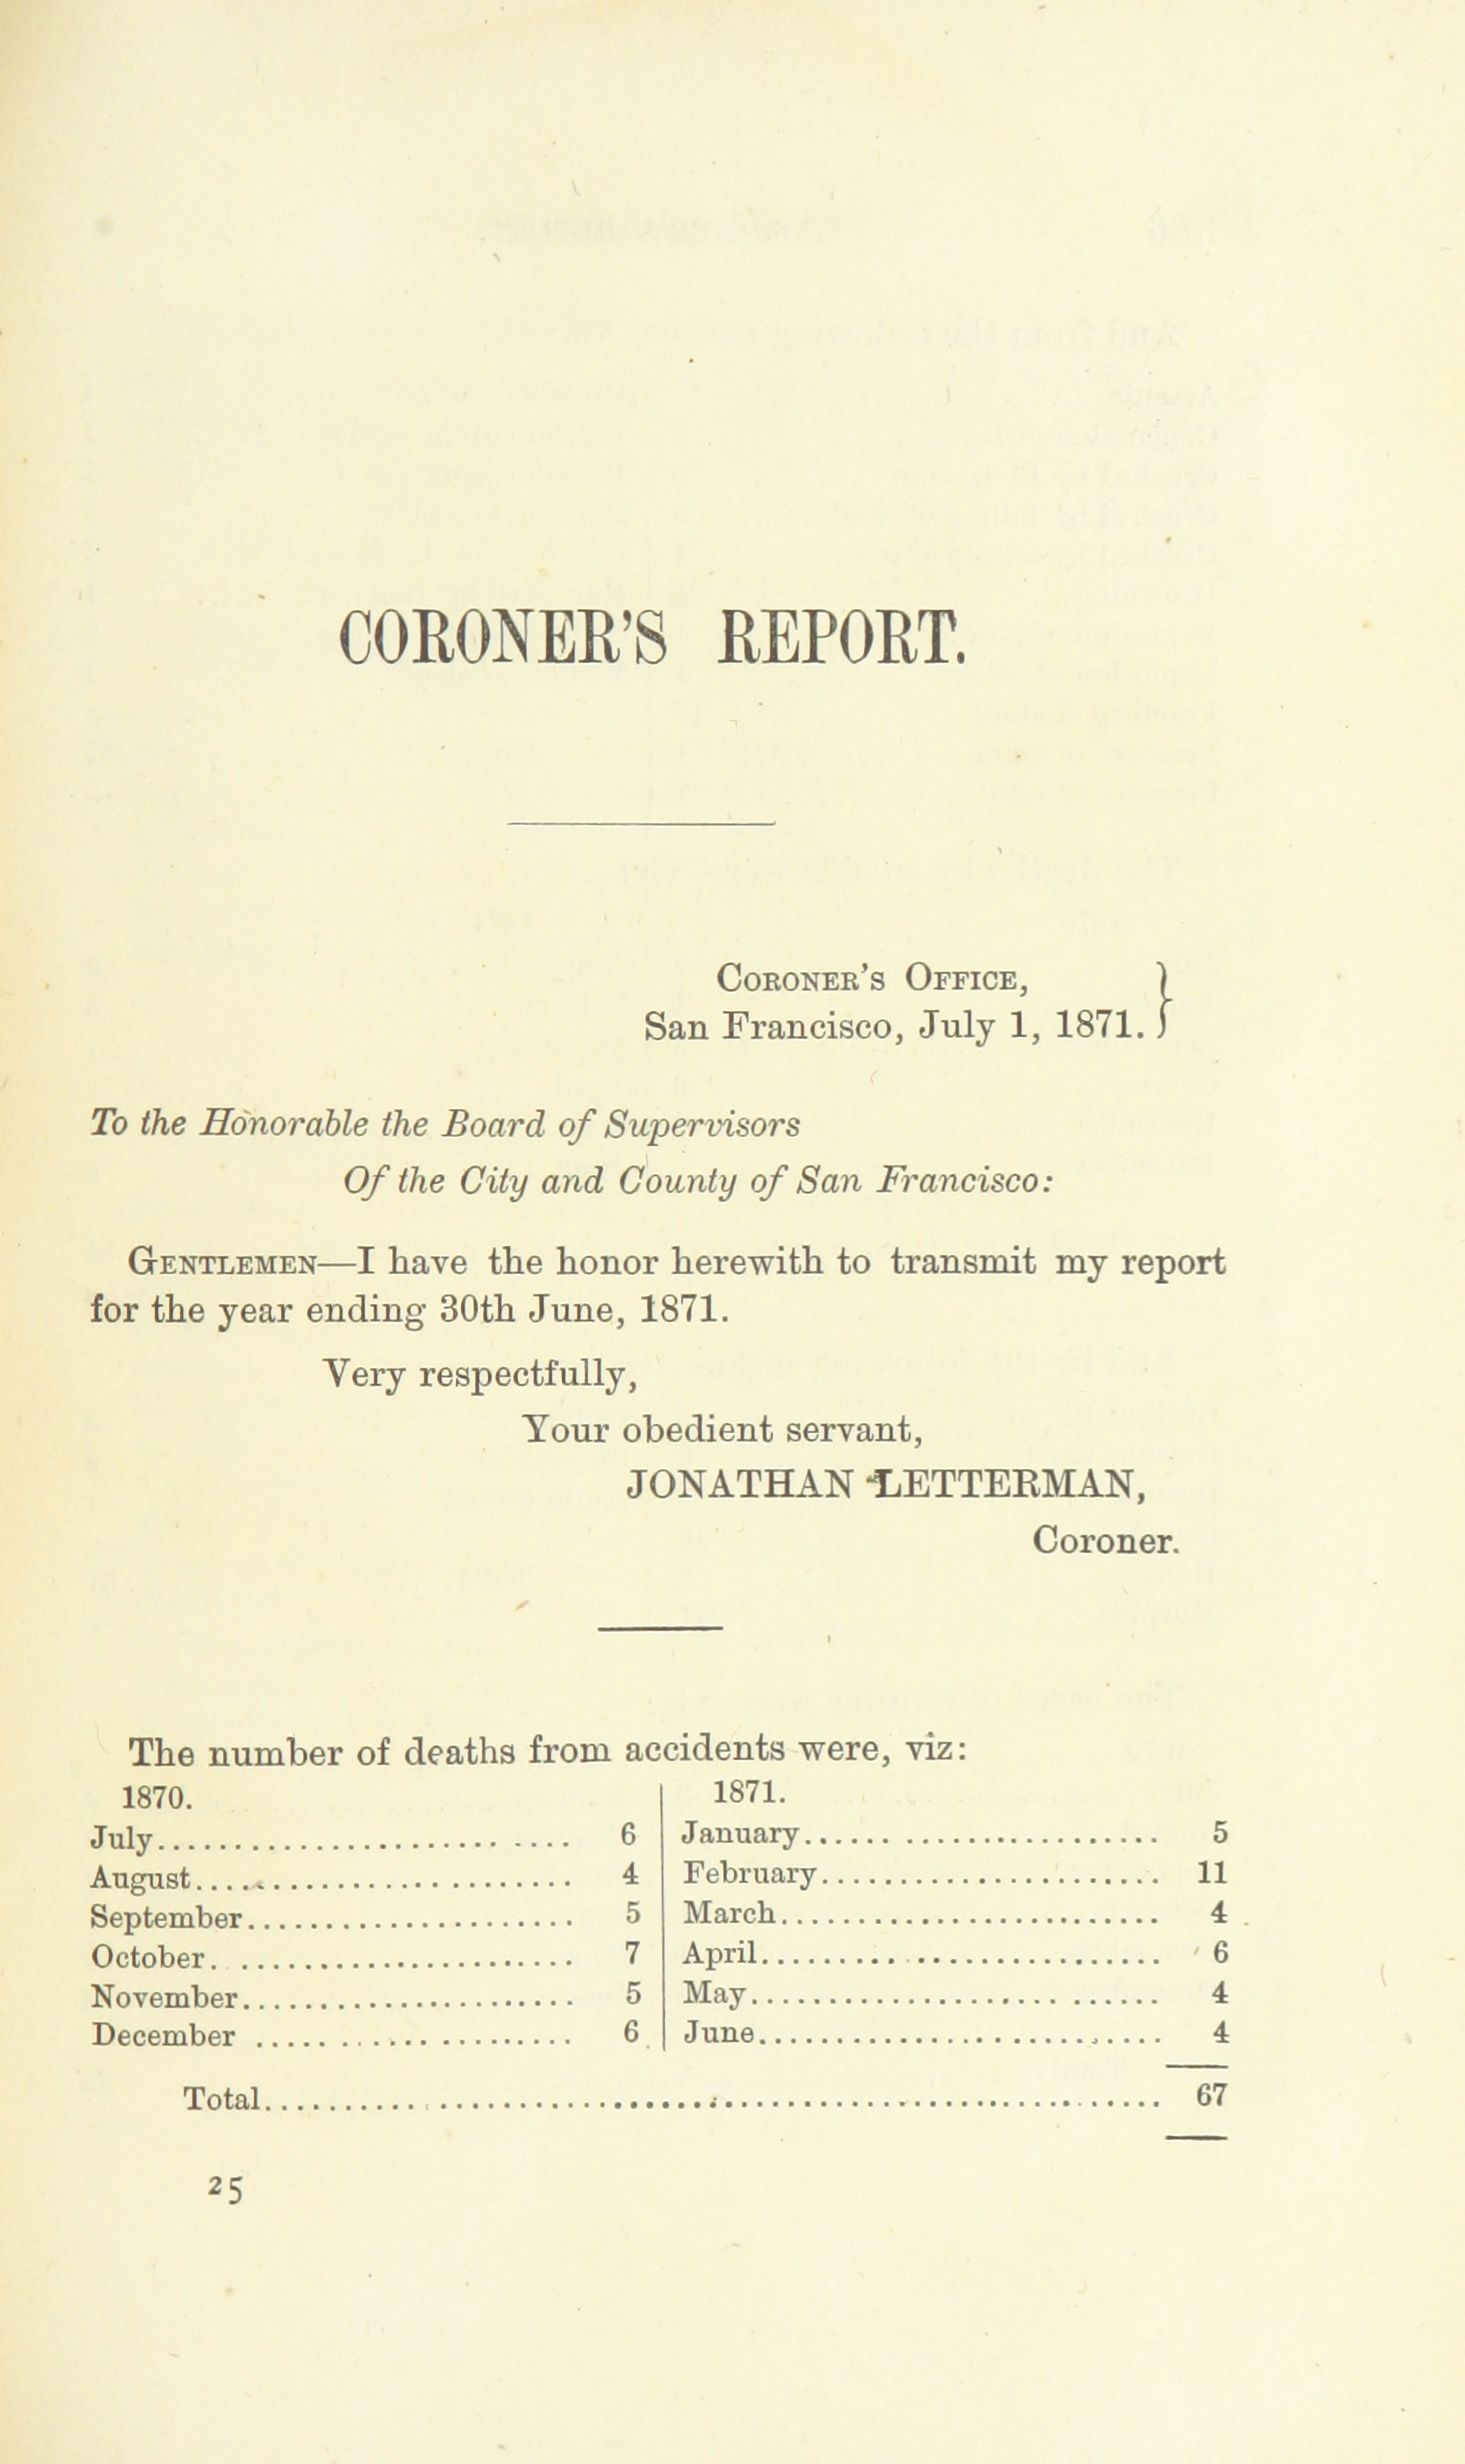 CORONER'S REPORT.
CORONER'S OFFICE,
San Francisco, July 1, 1871. }
To the Honorable the Board of Supervisors
Of the City and County of San Francisco:
GENTLEMEN—I have the honor herewith to transmit my report
for the year ending 30th June, 1871.
Very respectfully,
Your obedient servant,
JONATHAN LETTERMAN,
Coroner.
The number of deaths from accidents were, viz:
1870.
July........................... 6
August........................ 4
September..................... 5
October....................... 7
November...................... 5
December ..................... 6
1871.
January....................... 5
February...................... 11
March......................... 4
April......................... 6
May........................... 4
June.......................... 4
Total......................................................... 67
25